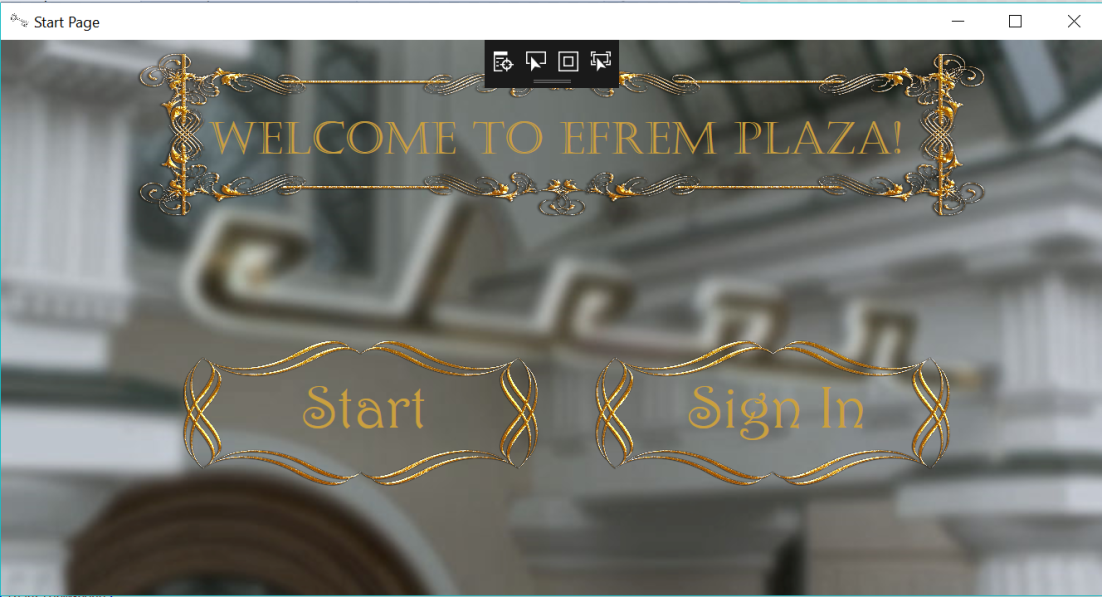 Start Page
WELCOME TO EFREM PLAZA!
Start
Sign In